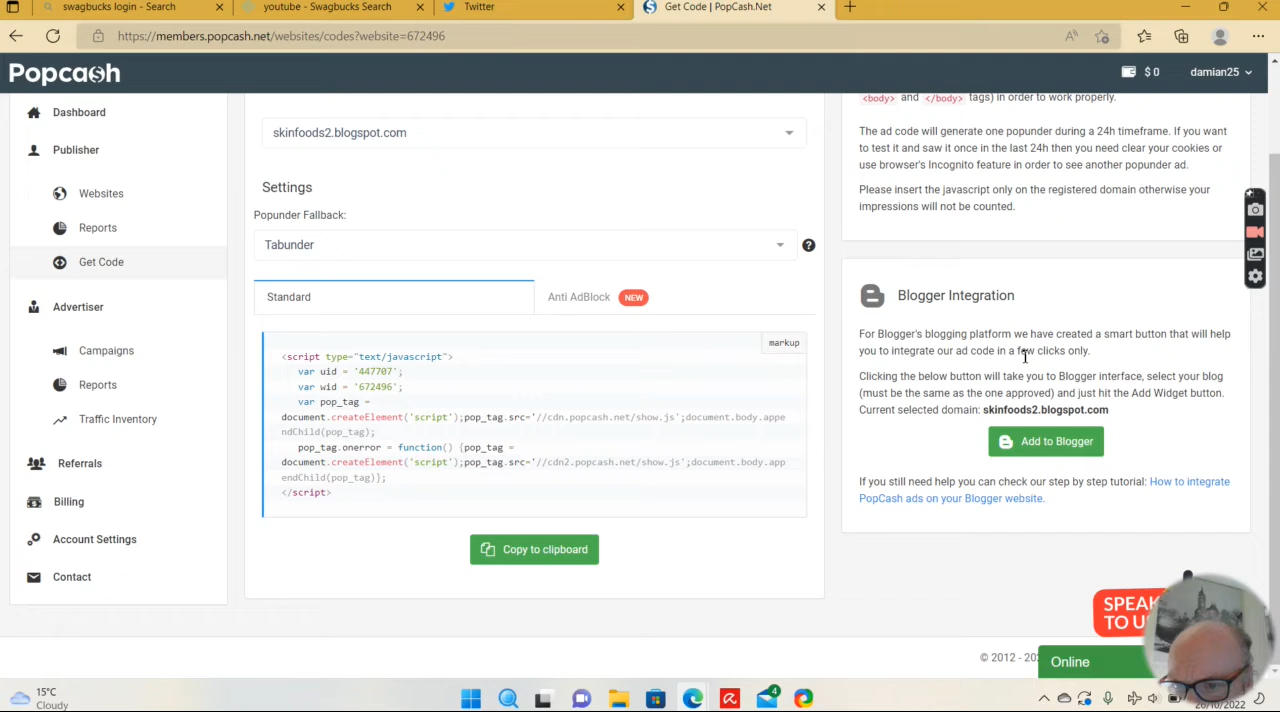 swagbucks login - Search
youtube - Swagbucks Search
Twitter
Get Code | PopCash.Net
https://members.popcash.net/websites/codes?website=672496
Popcash
$ 0
damian25
Dashboard
Publisher
Websites
Reports
Get Code
Advertiser
Campaigns
Reports
Traffic Inventory
Referrals
Billing
Account Settings
Contact
skinfoods2.blogspot.com
Settings
Popunder Fallback:
Tabunder
Standard
Anti AdBlock NEW
markup
<script type="text/javascript">
var uid = '447707';
var wid = '672496';
var pop_tag =
document.createElement('script');pop_tag.src='//cdn.popcash.net/show.js';document.body.appe
ndChild(pop_tag);
pop_tag.onerror = function() {pop_tag =
document.createElement('script');pop_tag.src='//cdn2.popcash.net/show.js';document.body.app
endChild(pop_tag)};
</script>
Copy to clipboard
<body> and </body> tags) in order to work properly.
The ad code will generate one popunder during a 24h timeframe. If you want
to test it and saw it once in the last 24h then you need clear your cookies or
use browser's Incognito feature in order to see another popunder ad.
Please insert the javascript only on the registered domain otherwise your
impressions will not be counted.
Blogger Integration
For Blogger's blogging platform we have created a smart button that will help
you to integrate our ad code in a few clicks only.
Clicking the below button will take you to Blogger interface, select your blog
(must be the same as the one approved) and just hit the Add Widget button.
Current selected domain: skinfoods2.blogspot.com
Add to Blogger
If you still need help you can check our step by step tutorial: How to integrate
PopCash ads on your Blogger website.
SPEAK
TO U
© 2012 - 20
Online
15°C
Cloudy
4
26/10/2022